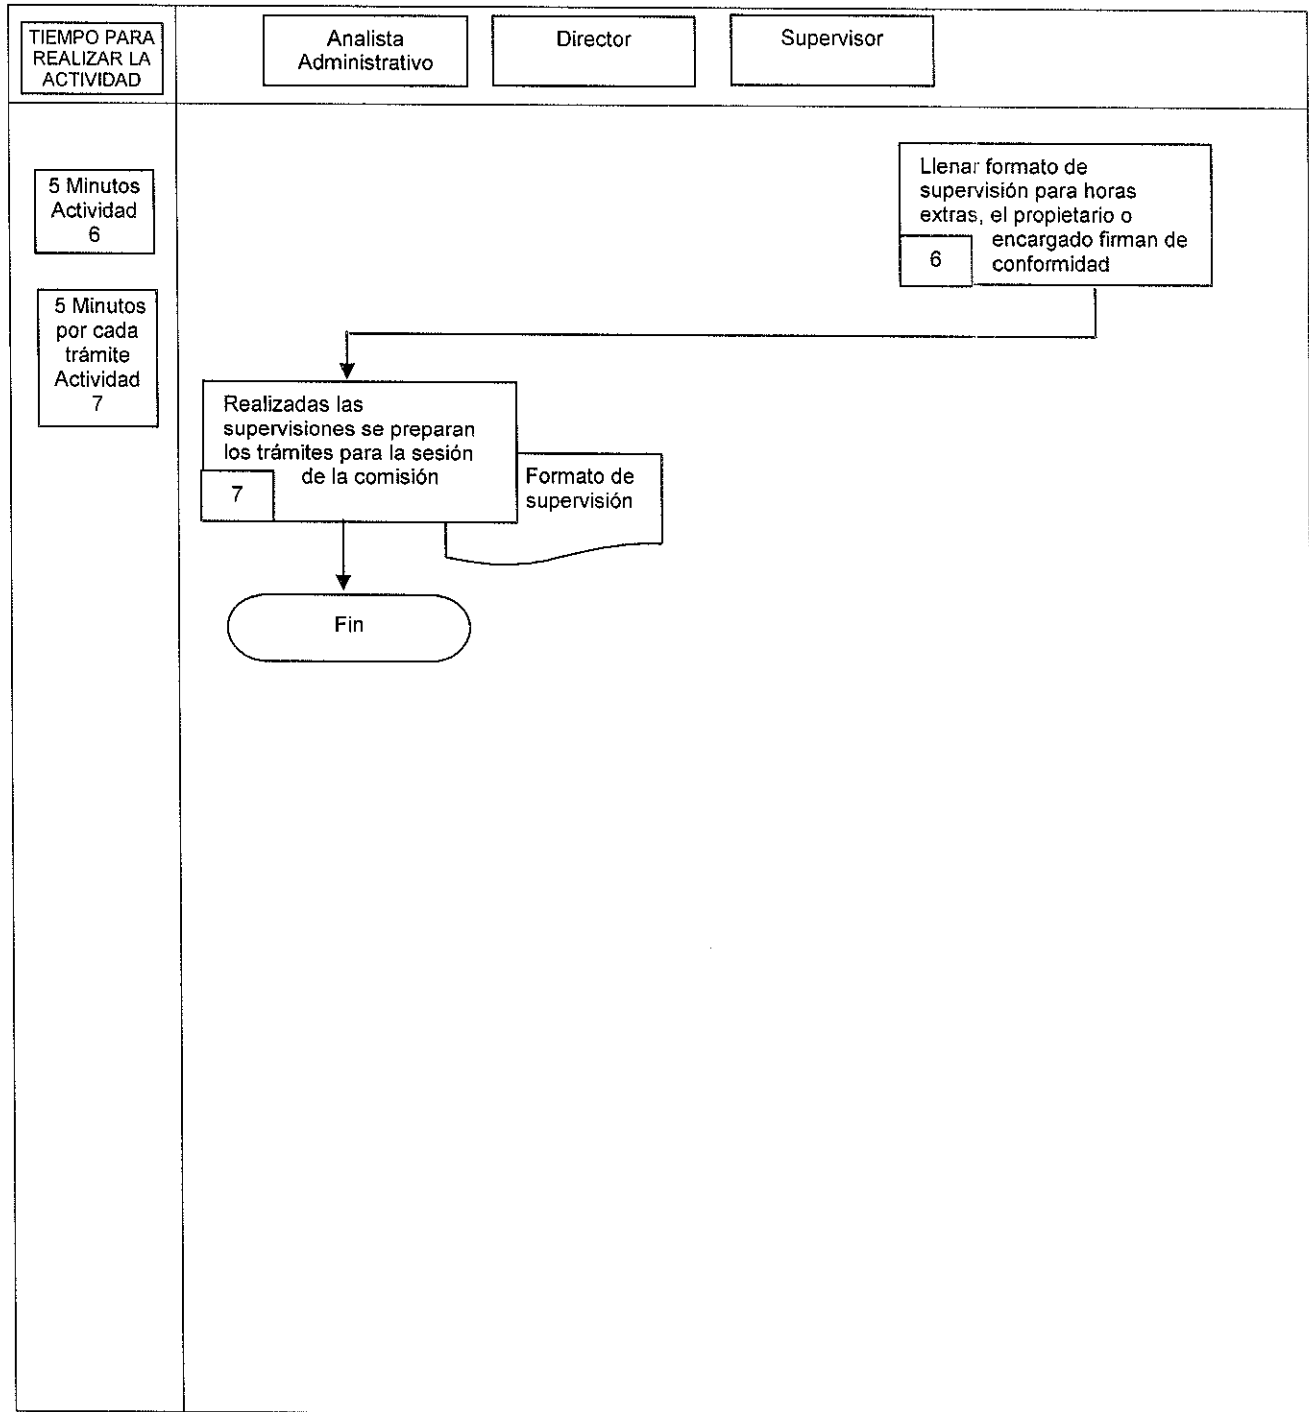 TIEMPO PARA
REALIZAR LA
ACTIVIDAD
Analista
Administrativo
Director
Supervisor
5 Minutos
Actividad
6
Llenar formato de
supervisión para horas
extras, el propietario o
encargado firman de
conformidad
6
5 Minutos
por cada
trámite
Actividad
7
Realizadas las
supervisiones se preparan
los trámites para la sesión
de la comisión
7
Formato de
supervisión
Fin